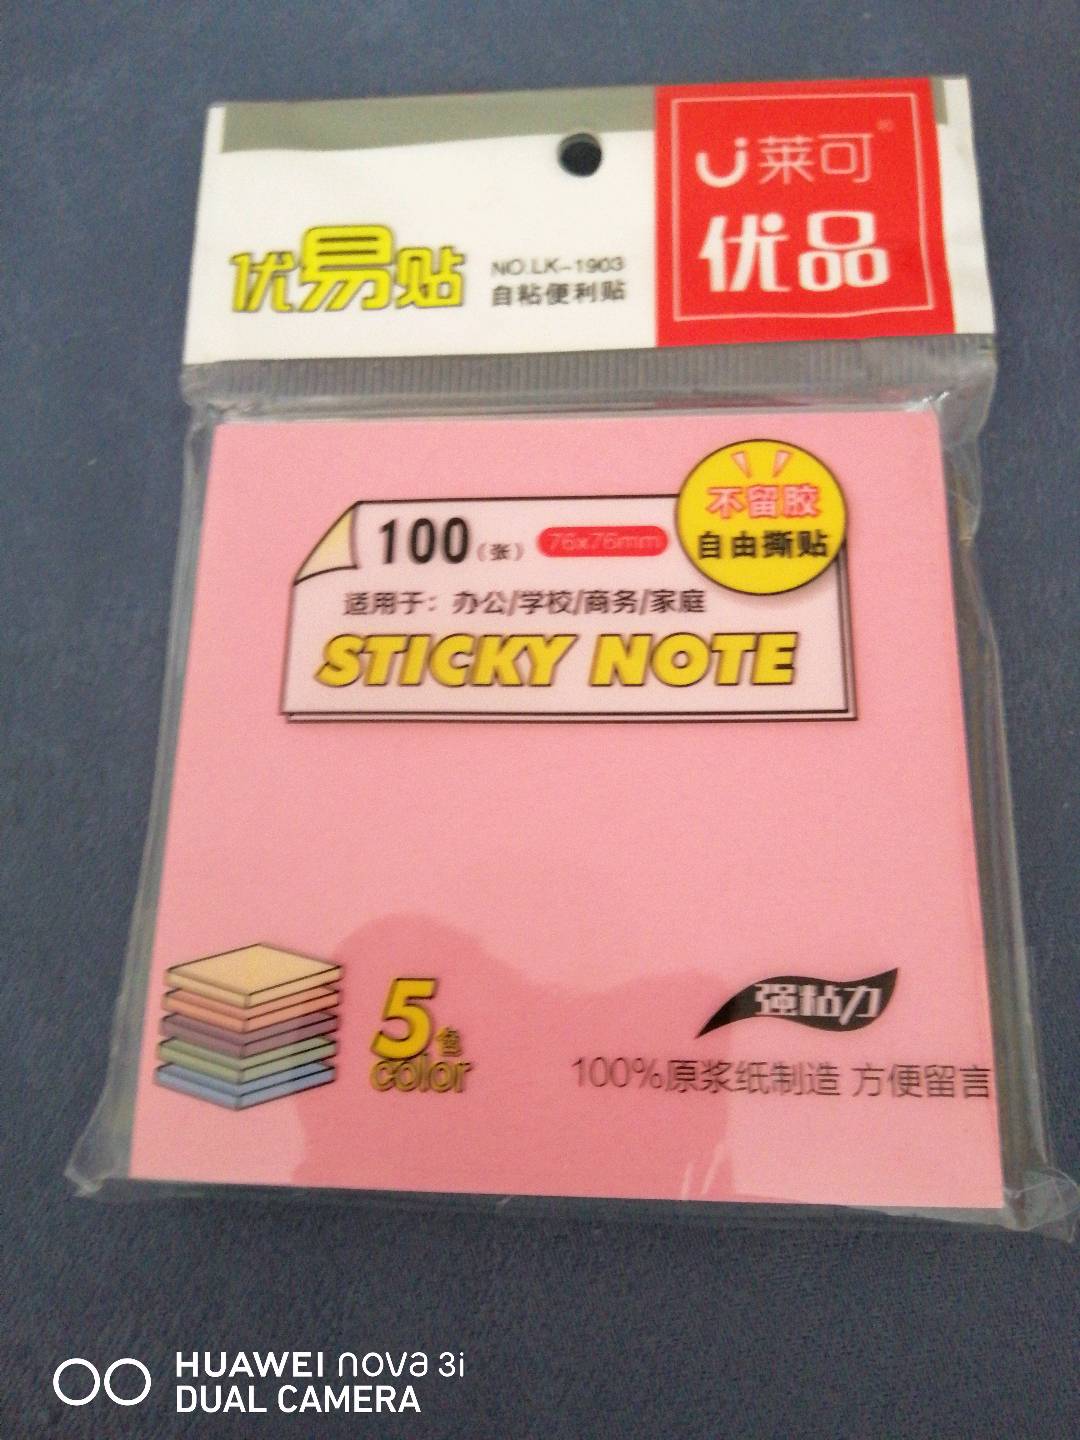 莱可®
优品
优易贴
NO.LK-1903
自粘便利贴
不留胶
自由撕贴
100(张) 76x76mm
适用于：办公/学校/商务/家庭
STICKY NOTE
5色
color
强粘力
100%原浆纸制造 方便留言
HUAWEI nova 3i
DUAL CAMERA